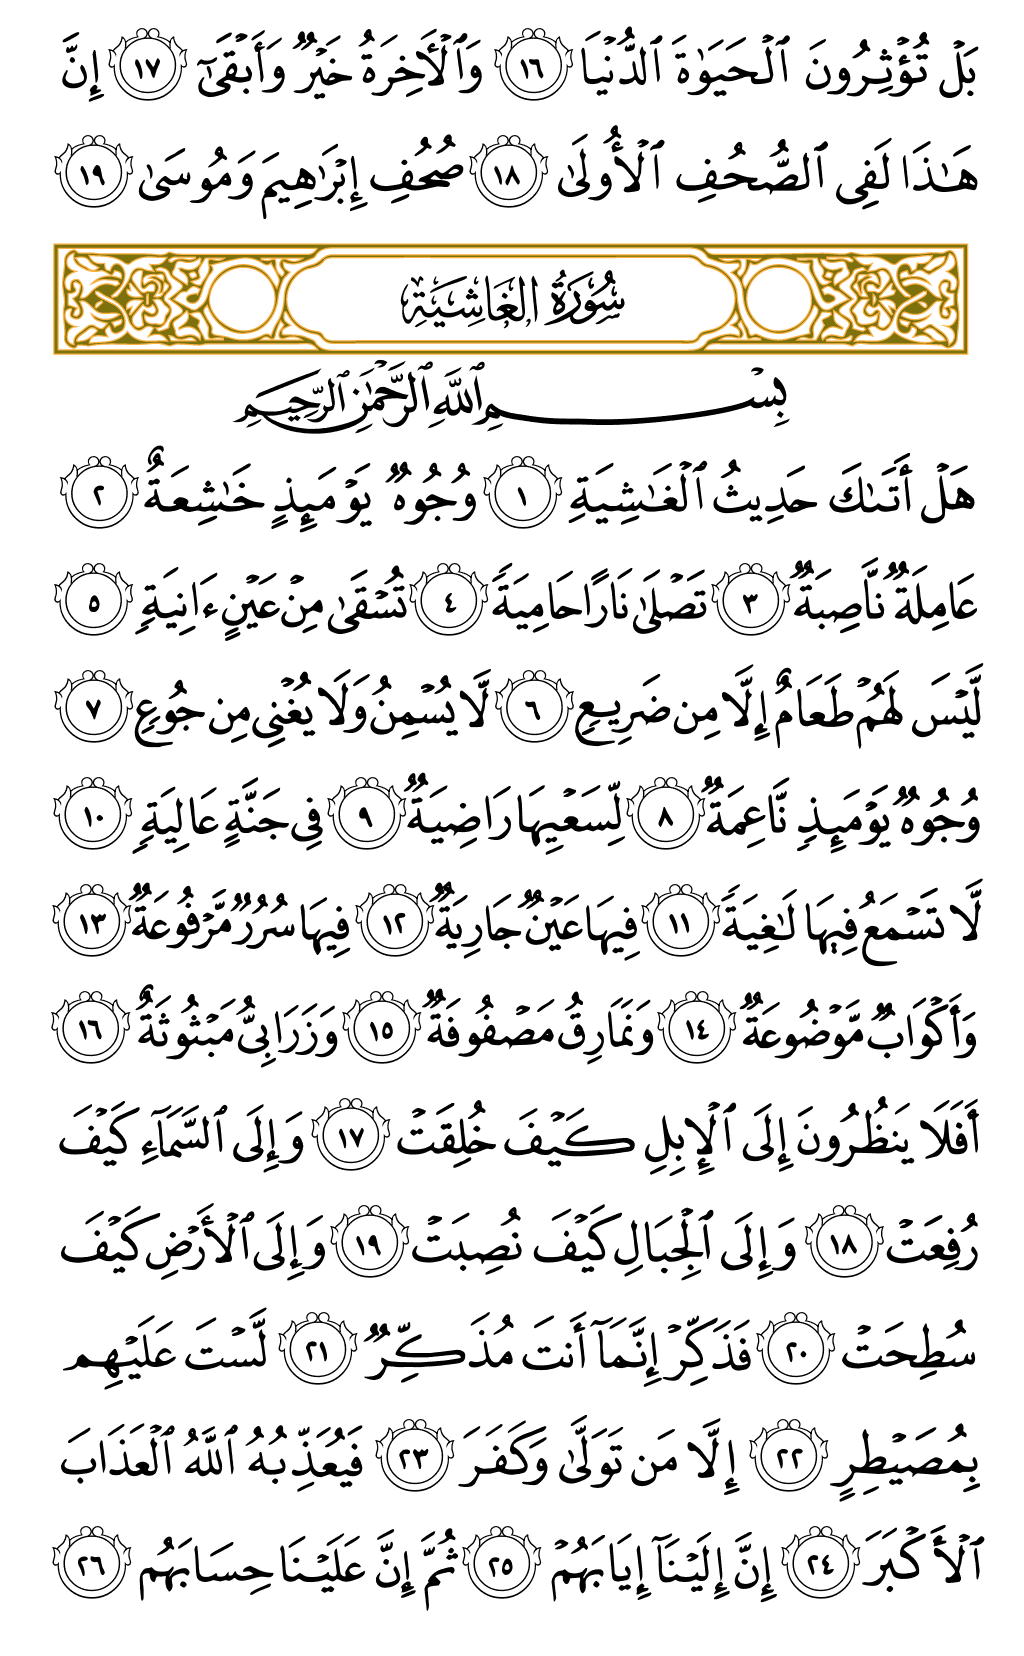 بَلْ تُؤْثِرُونَ ٱلْحَيَوٰةَ ٱلدُّنْيَا ١٦ وَٱلْـَٔاخِرَةُ خَيْرٌ وَأَبْقَىٰٓ ١٧ إِنَّ
هَـٰذَا لَفِى ٱلصُّحُفِ ٱلْأُولَىٰ ١٨ صُحُفِ إِبْرَٰهِيمَ وَمُوسَىٰ ١٩
سُورَةُ الغَاشِيَةِ
بِسْمِ ٱللَّهِ ٱلرَّحْمَـٰنِ ٱلرَّحِيمِ
هَلْ أَتَىٰكَ حَدِيثُ ٱلْغَـٰشِيَةِ ١ وُجُوهٌ يَوْمَئِذٍ خَـٰشِعَةٌ ٢
عَامِلَةٌ نَّاصِبَةٌ ٣ تَصْلَىٰ نَارًا حَامِيَةً ٤ تُسْقَىٰ مِنْ عَيْنٍ ءَانِيَةٍ ٥
لَّيْسَ لَهُمْ طَعَامٌ إِلَّا مِن ضَرِيعٍ ٦ لَّا يُسْمِنُ وَلَا يُغْنِى مِن جُوعٍ ٧
وُجُوهٌ يَوْمَئِذٍ نَّاعِمَةٌ ٨ لِّسَعْيِهَا رَاضِيَةٌ ٩ فِى جَنَّةٍ عَالِيَةٍ ١٠
لَّا تَسْمَعُ فِيهَا لَـٰغِيَةً ١١ فِيهَا عَيْنٌ جَارِيَةٌ ١٢ فِيهَا سُرُرٌ مَّرْفُوعَةٌ ١٣
وَأَكْوَابٌ مَّوْضُوعَةٌ ١٤ وَنَمَارِقُ مَصْفُوفَةٌ ١٥ وَزَرَابِىُّ مَبْثُوثَةٌ ١٦
أَفَلَا يَنظُرُونَ إِلَى ٱلْإِبِلِ كَيْفَ خُلِقَتْ ١٧ وَإِلَى ٱلسَّمَآءِ كَيْفَ
رُفِعَتْ ١٨ وَإِلَى ٱلْجِبَالِ كَيْفَ نُصِبَتْ ١٩ وَإِلَى ٱلْأَرْضِ كَيْفَ
سُطِحَتْ ٢٠ فَذَكِّرْ إِنَّمَآ أَنتَ مُذَكِّرٌ ٢١ لَّسْتَ عَلَيْهِم
بِمُصَيْطِرٍ ٢٢ إِلَّا مَن تَوَلَّىٰ وَكَفَرَ ٢٣ فَيُعَذِّبُهُ ٱللَّهُ ٱلْعَذَابَ
ٱلْأَكْبَرَ ٢٤ إِنَّ إِلَيْنَآ إِيَابَهُمْ ٢٥ ثُمَّ إِنَّ عَلَيْنَا حِسَابَهُم ٢٦